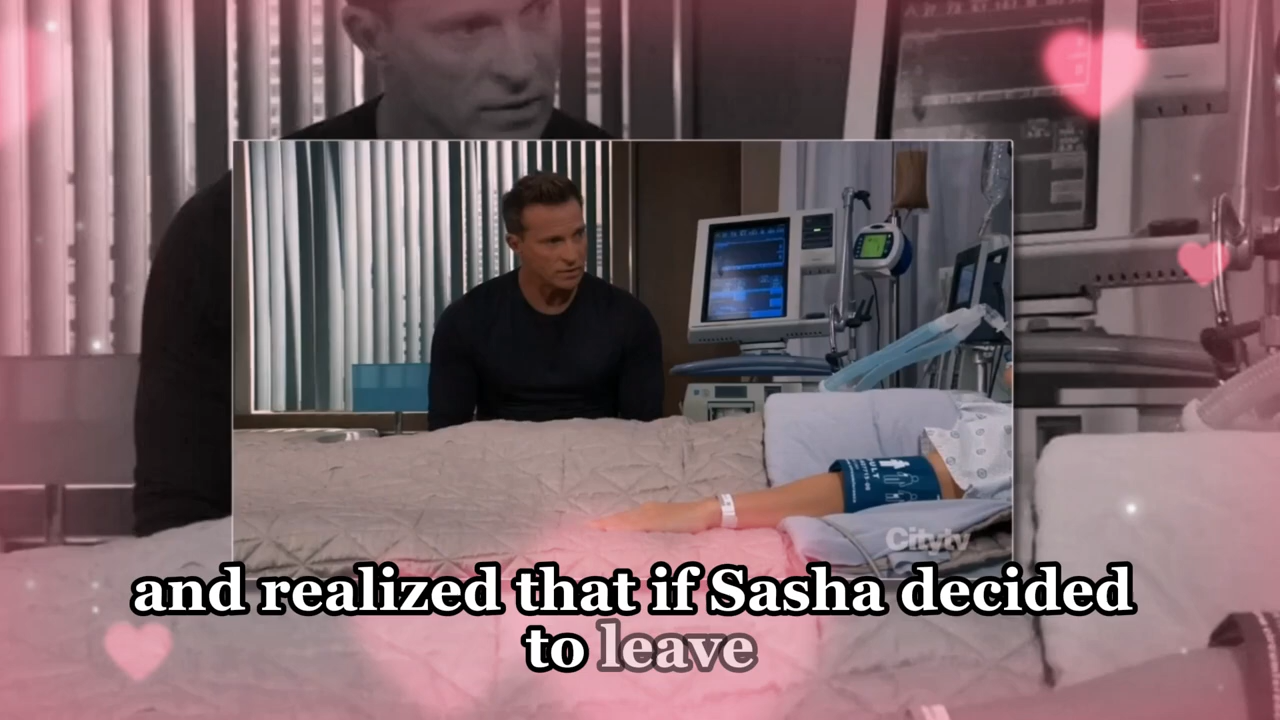 Citytv
and realized that if Sasha decided
to leave